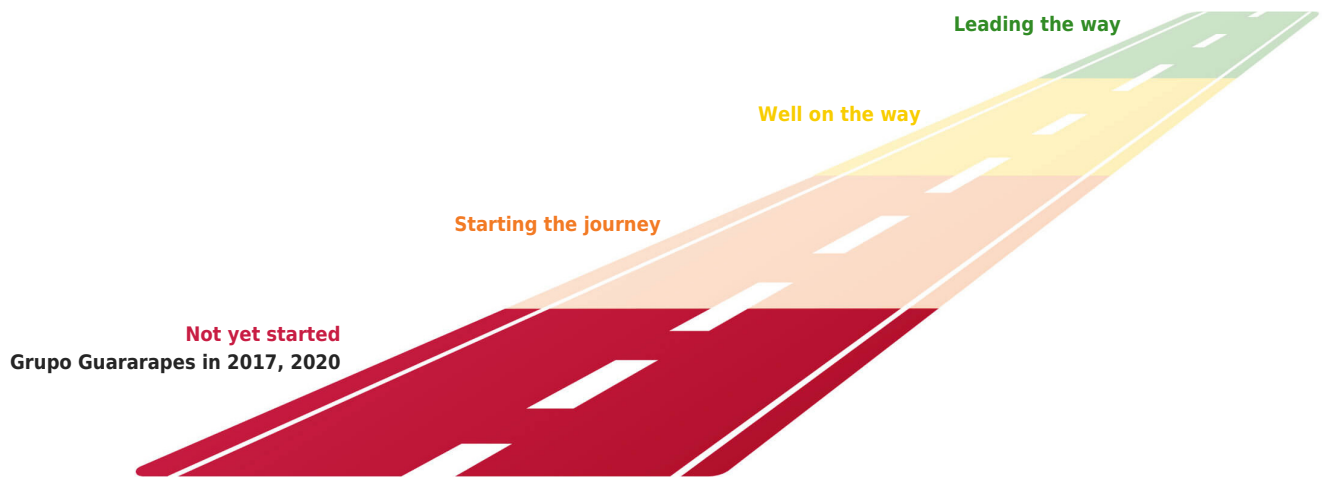 Leading the way
Well on the way
Starting the journey
Not yet started
Grupo Guararapes in 2017, 2020